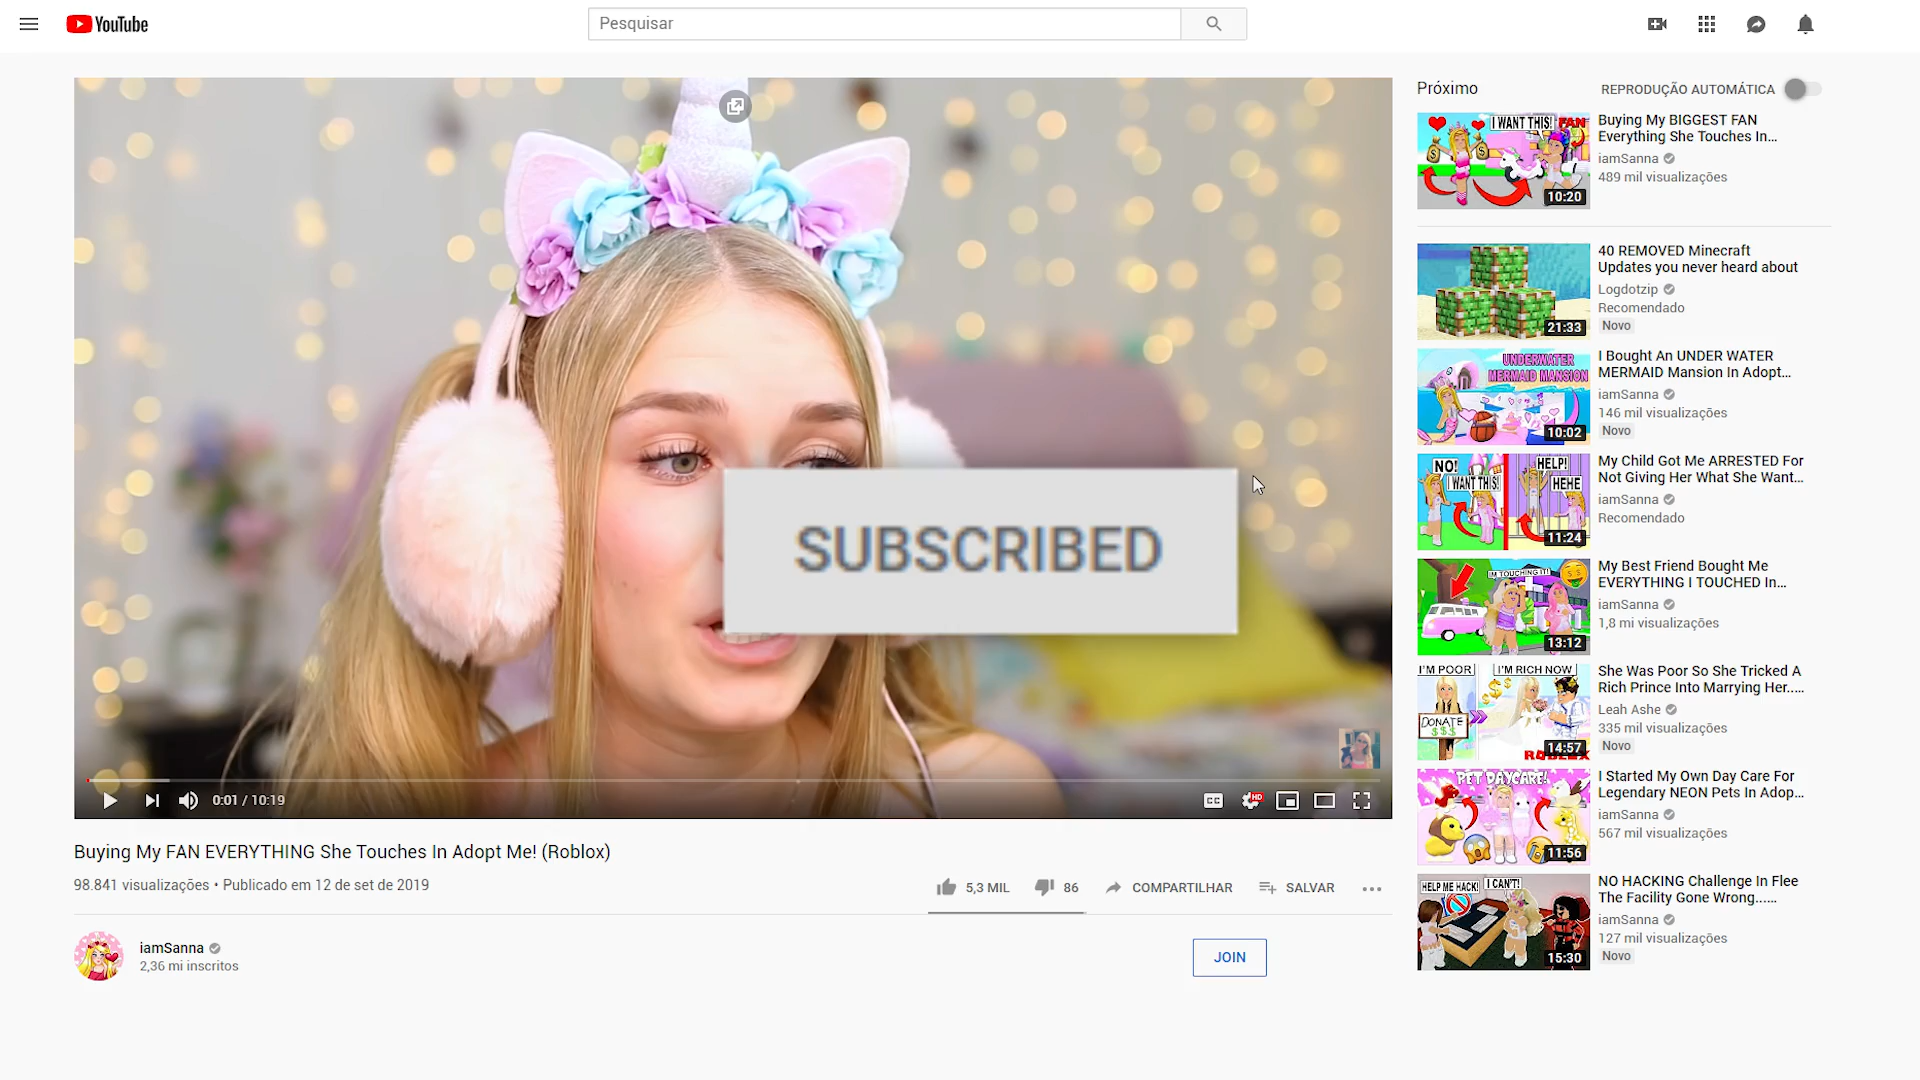 YouTube
Pesquisar
SUBSCRIBED
0:01 / 10:19
CC
HD
Buying My FAN EVERYTHING She Touches In Adopt Me! (Roblox)
98.841 visualizações • Publicado em 12 de set de 2019
5,3 MIL
86
COMPARTILHAR
SALVAR
iamSanna
2,36 mi inscritos
JOIN
Próximo
REPRODUÇÃO AUTOMÁTICA
I WANT THIS!
FAN
10:20
Buying My BIGGEST FAN
Everything She Touches In...
iamSanna
489 mil visualizações
21:33
40 REMOVED Minecraft
Updates you never heard about
Logdotzip
Recomendado
Novo
UNDERWATER
MERMAID MANSION
10:02
I Bought An UNDER WATER
MERMAID Mansion In Adopt...
iamSanna
146 mil visualizações
Novo
NO!
I WANT THIS!
HELP!
HEHE
11:24
My Child Got Me ARRESTED For
Not Giving Her What She Want...
iamSanna
Recomendado
I'M TOUCHING IT!
13:12
My Best Friend Bought Me
EVERYTHING I TOUCHED In...
iamSanna
1,8 mi visualizações
I'M POOR
I'M RICH NOW
DONATE
$$$
ROBLOX
14:57
She Was Poor So She Tricked A
Rich Prince Into Marrying Her....
Leah Ashe
335 mil visualizações
Novo
PET DAYCARE!
11:56
I Started My Own Day Care For
Legendary NEON Pets In Adop...
iamSanna
567 mil visualizações
HELP ME HACK!
I CAN'T!
15:30
NO HACKING Challenge In Flee
The Facility Gone Wrong......
iamSanna
127 mil visualizações
Novo